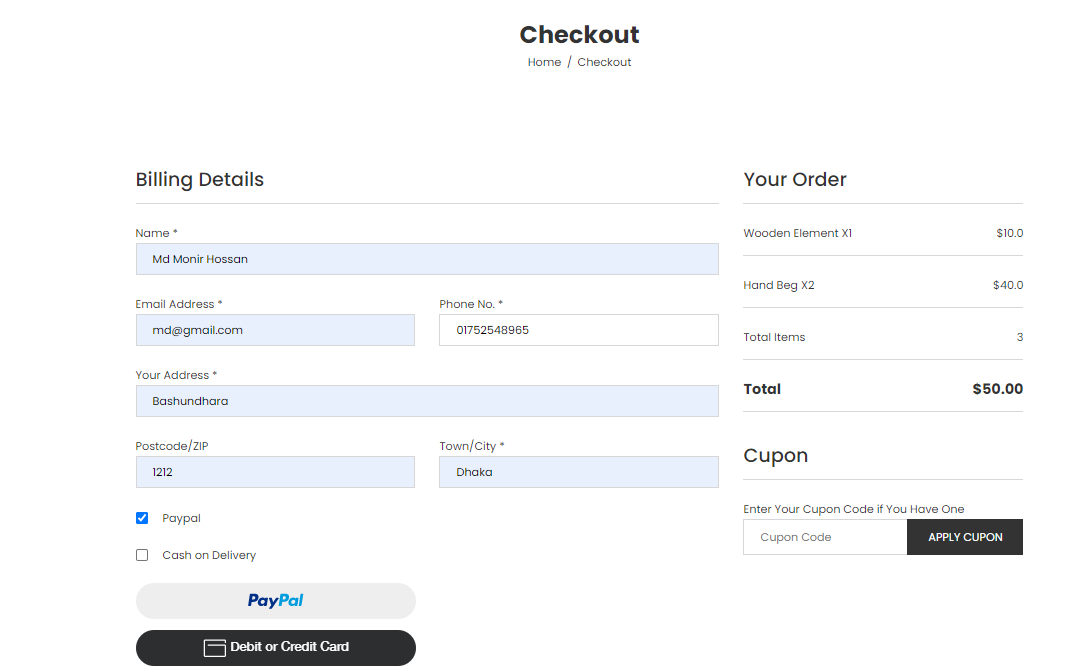 Checkout
Home / Checkout
Billing Details
Name *
Md Monir Hossan
Email Address *
Phone No. *
md@gmail.com
01752548965
Your Address *
Bashundhara
Postcode/ZIP
Town/City *
1212
Dhaka
Paypal
Cash on Delivery
PayPal
Debit or Credit Card
Your Order
Wooden Element X1 $10.0
Hand Beg X2 $40.0
Total Items 3
Total $50.00
Cupon
Enter Your Cupon Code if You Have One
Cupon Code
APPLY CUPON